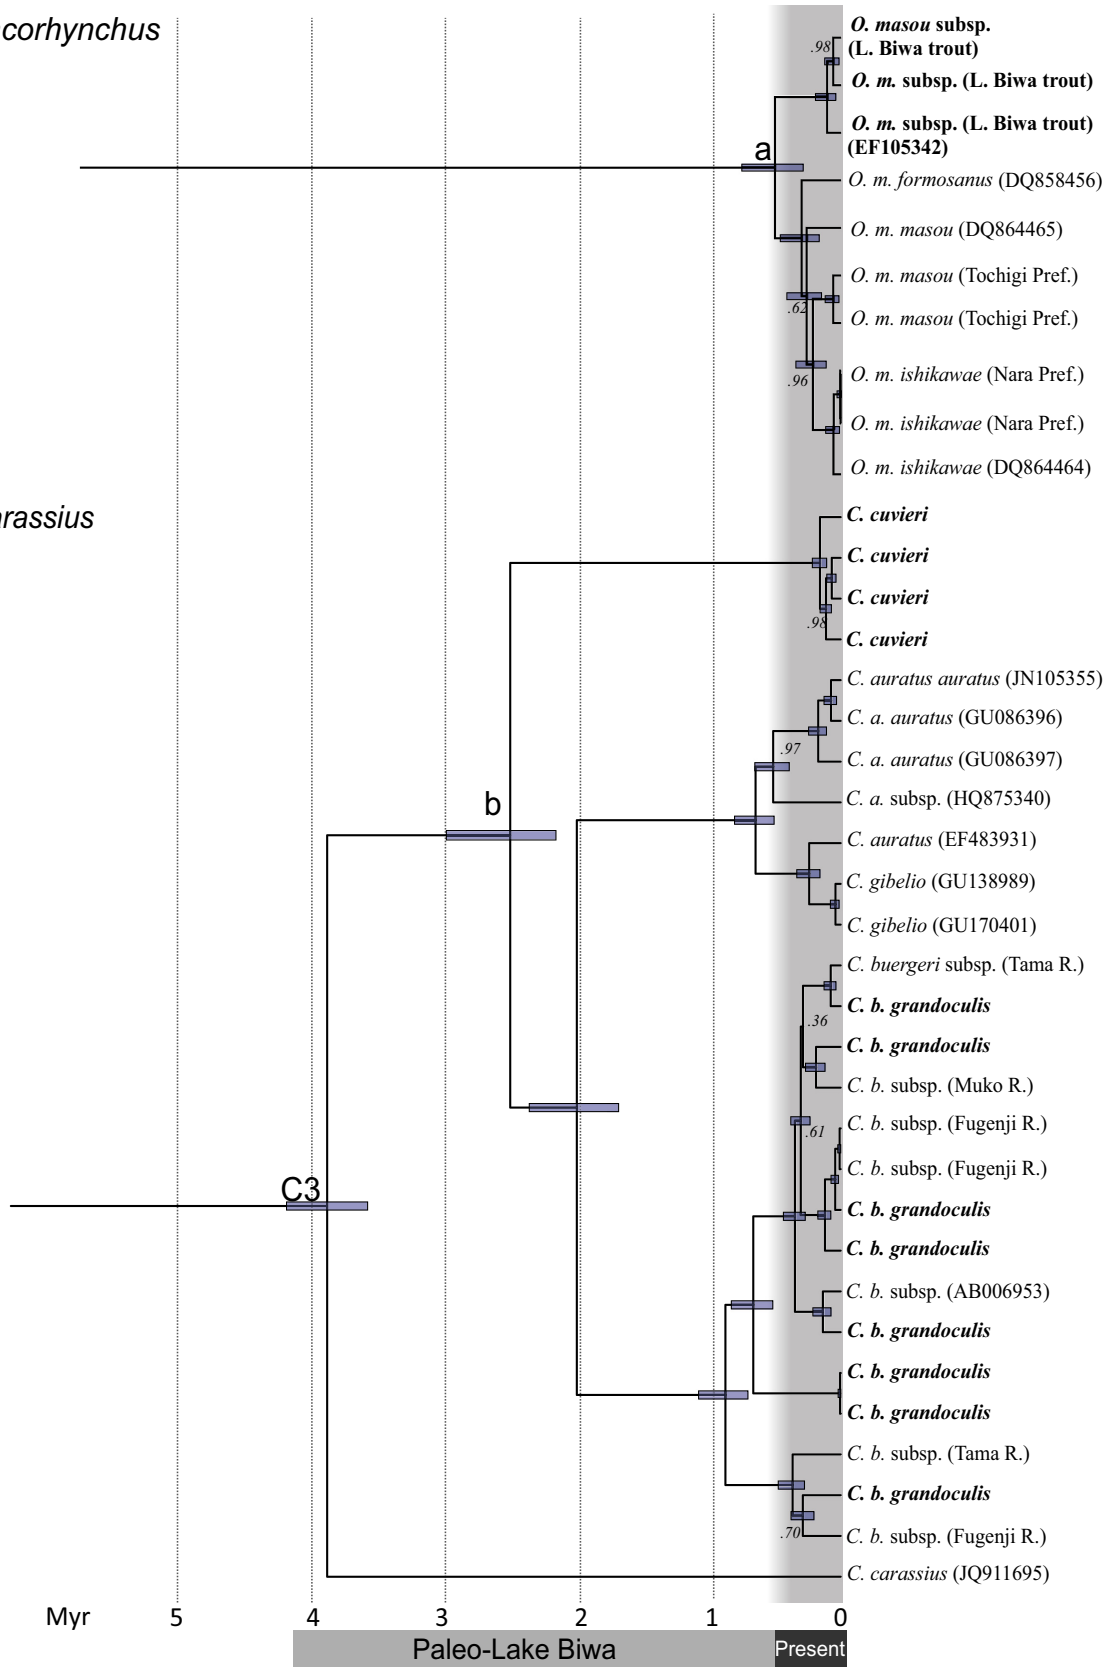 corhynchus
O. masou subsp.
(L. Biwa trout)
.98
O. m. subsp. (L. Biwa trout)
O. m. subsp. (L. Biwa trout)
(EF105342)
a
O. m. formosanus (DQ858456)
O. m. masou (DQ864465)
O. m. masou (Tochigi Pref.)
.62
O. m. masou (Tochigi Pref.)
O. m. ishikawae (Nara Pref.)
.96
O. m. ishikawae (Nara Pref.)
O. m. ishikawae (DQ864464)
arassius
C. cuvieri
C. cuvieri
C. cuvieri
.98
C. cuvieri
C. auratus auratus (JN105355)
C. a. auratus (GU086396)
.97
C. a. auratus (GU086397)
C. a. subsp. (HQ875340)
b
C. auratus (EF483931)
C. gibelio (GU138989)
C. gibelio (GU170401)
C. buergeri subsp. (Tama R.)
C. b. grandoculis
.36
C. b. grandoculis
C. b. subsp. (Muko R.)
C. b. subsp. (Fugenji R.)
.61
C. b. subsp. (Fugenji R.)
C3
C. b. grandoculis
C. b. grandoculis
C. b. subsp. (AB006953)
C. b. grandoculis
C. b. grandoculis
C. b. grandoculis
C. b. subsp. (Tama R.)
C. b. grandoculis
.70
C. b. subsp. (Fugenji R.)
C. carassius (JQ911695)
Myr 5 4 3 2 1 0
Paleo-Lake Biwa Present